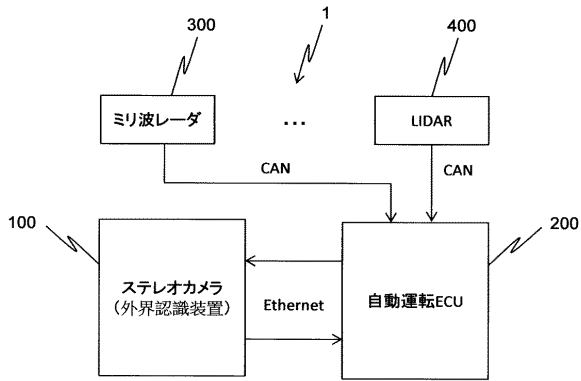 300
1
400
ミリ波レーダ
...
LIDAR
CAN
CAN
100
200
ステレオカメラ
（外界認識装置）
Ethernet
自動運転ECU